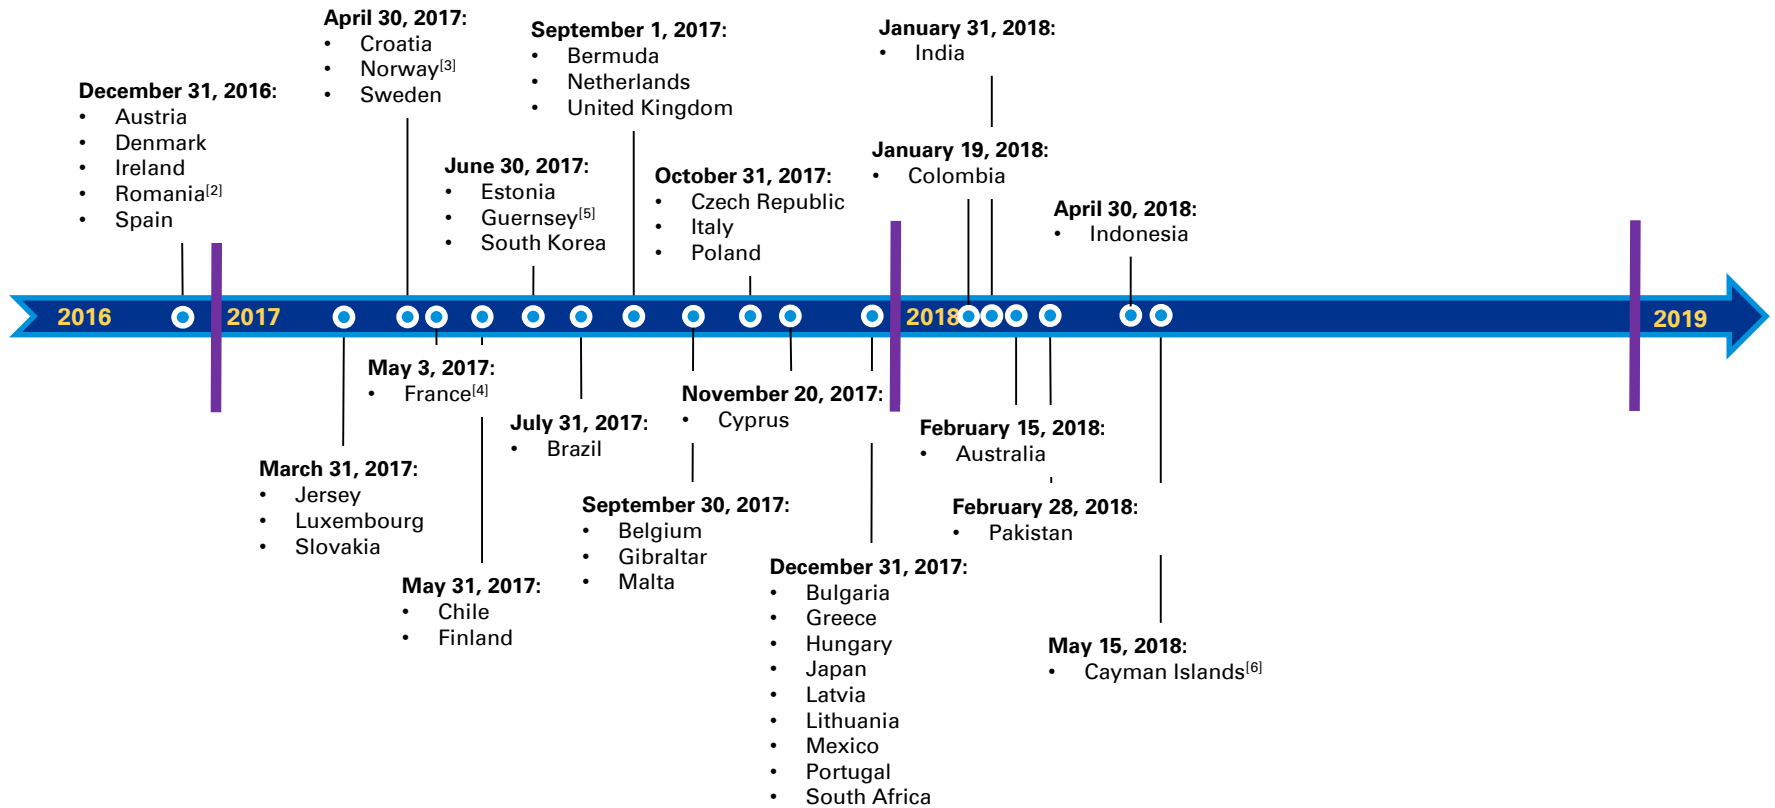 April 30, 2017:
• Croatia
• Norway[3]
• Sweden
September 1, 2017:
• Bermuda
• Netherlands
• United Kingdom
January 31, 2018:
• India
December 31, 2016:
• Austria
• Denmark
• Ireland
• Romania[2]
• Spain
June 30, 2017:
• Estonia
• Guernsey[5]
• South Korea
October 31, 2017:
• Czech Republic
• Italy
• Poland
January 19, 2018:
• Colombia
April 30, 2018:
• Indonesia
2016
2017
2018
2019
May 3, 2017:
• France[4]
November 20, 2017:
• Cyprus
July 31, 2017:
• Brazil
February 15, 2018:
• Australia
March 31, 2017:
• Jersey
• Luxembourg
• Slovakia
September 30, 2017:
• Belgium
• Gibraltar
• Malta
February 28, 2018:
• Pakistan
May 31, 2017:
• Chile
• Finland
December 31, 2017:
• Bulgaria
• Greece
• Hungary
• Japan
• Latvia
• Lithuania
• Mexico
• Portugal
• South Africa
May 15, 2018:
• Cayman Islands[6]